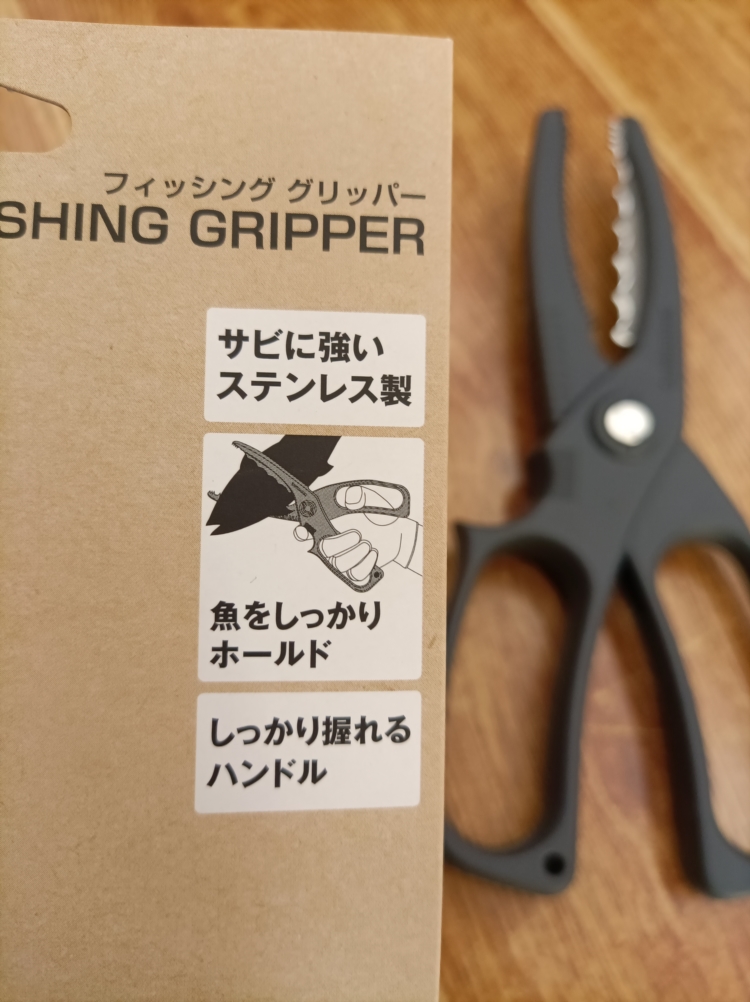 フィッシング グリッパー
SHING GRIPPER
サビに強い
ステンレス製
魚をしっかり
ホールド
しっかり握れる
ハンドル